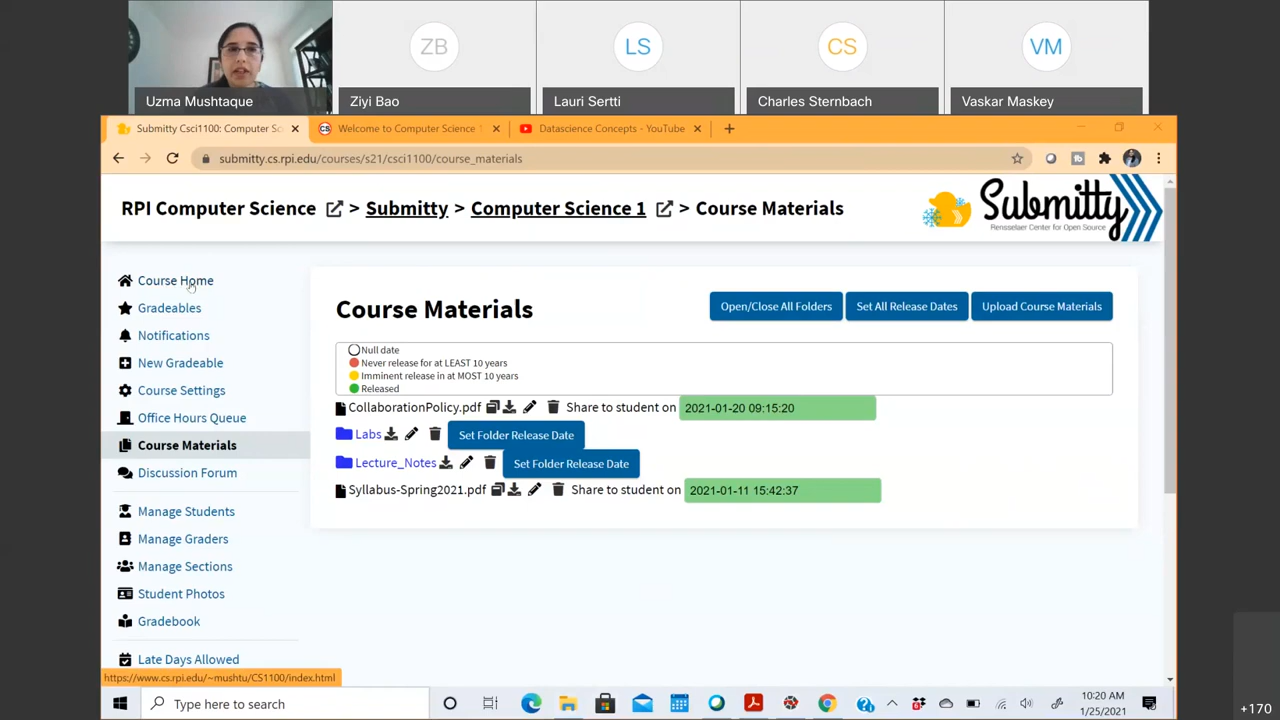 ZB
LS
CS
VM
Uzma Mushtaque
Ziyi Bao
Lauri Sertti
Charles Sternbach
Vaskar Maskey
Submitty Csci1100: Computer Sc
Welcome to Computer Science 1
Datascience Concepts - YouTube
submitty.cs.rpi.edu/courses/s21/csci1100/course_materials
RPI Computer Science > Submitty > Computer Science 1 > Course Materials
Submitty
Rensselaer Center for Open Source
Course Home
Gradeables
Notifications
New Gradeable
Course Settings
Office Hours Queue
Course Materials
Discussion Forum
Manage Students
Manage Graders
Manage Sections
Student Photos
Gradebook
Late Days Allowed
Course Materials
Open/Close All Folders
Set All Release Dates
Upload Course Materials
Null date
Never release for at LEAST 10 years
Imminent release in at MOST 10 years
Released
CollaborationPolicy.pdf Share to student on 2021-01-20 09:15:20
Labs Set Folder Release Date
Lecture_Notes Set Folder Release Date
Syllabus-Spring2021.pdf Share to student on 2021-01-11 15:42:37
https://www.cs.rpi.edu/~mushtu/CS1100/index.html
Type here to search
10:20 AM
1/25/2021
+170